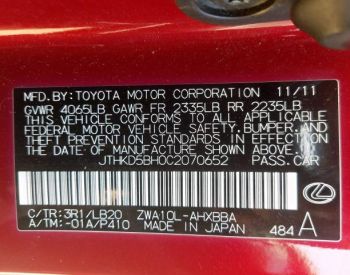 MFD.BY: TOYOTA MOTOR CORPORATION 11/11
GVWR 4065LB GAWR FR 2335LB RR 2235LB
THIS VEHICLE CONFORMS TO ALL APPLICABLE
FEDERAL MOTOR VEHICLE SAFETY, BUMPER, AND
THEFT PREVENTION STANDARDS IN EFFECT ON
THE DATE OF MANUFACTURE SHOWN ABOVE.
JTHKD5BH0C2070652 PASS.CAR
C/TR:3R1/LB20 ZWA10L-AHXBBA
A/TM:-01A/P410 MADE IN JAPAN 484 A